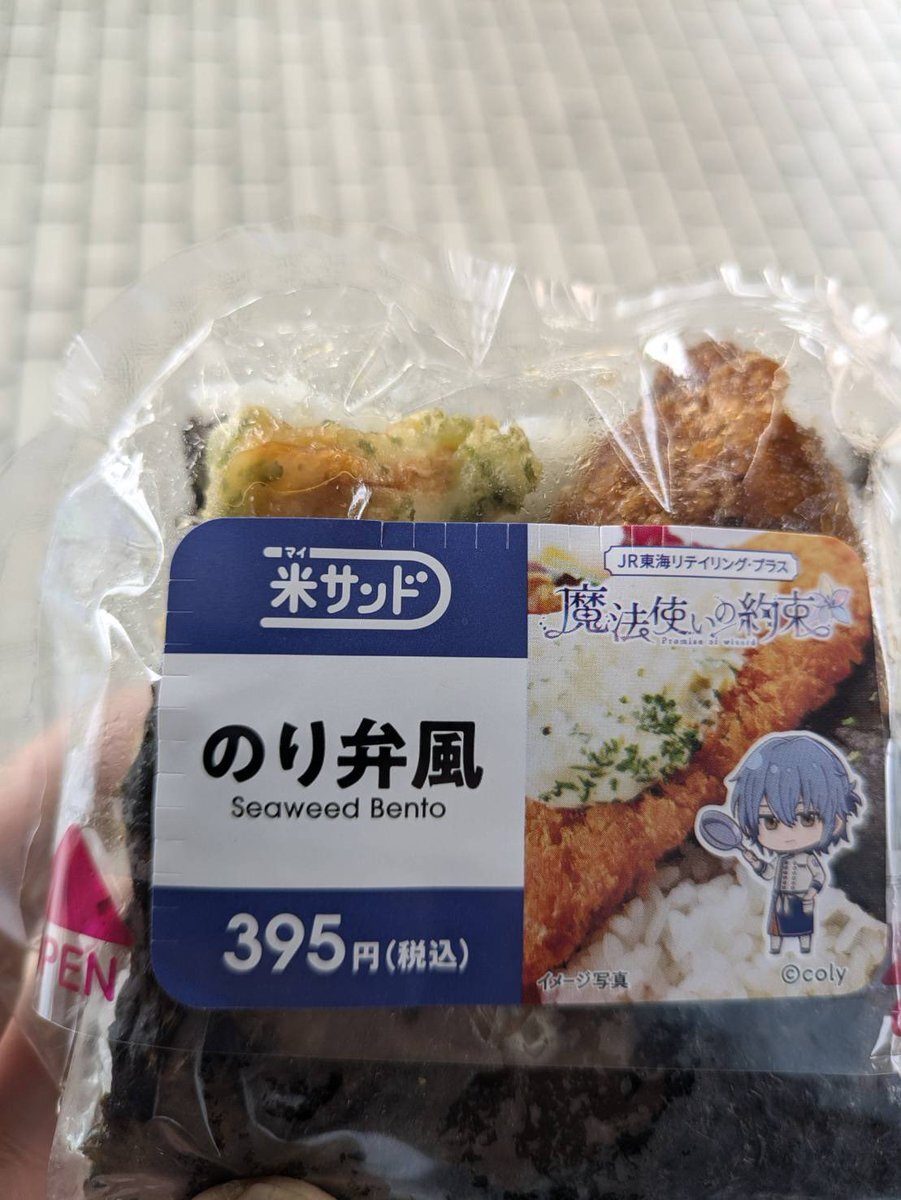 マイ
米サンド
JR東海リテイリング・プラス
魔法使いの約束
Promise of wizard
のり弁風
Seaweed Bento
395円(税込)
イメージ写真
©coly
PEN